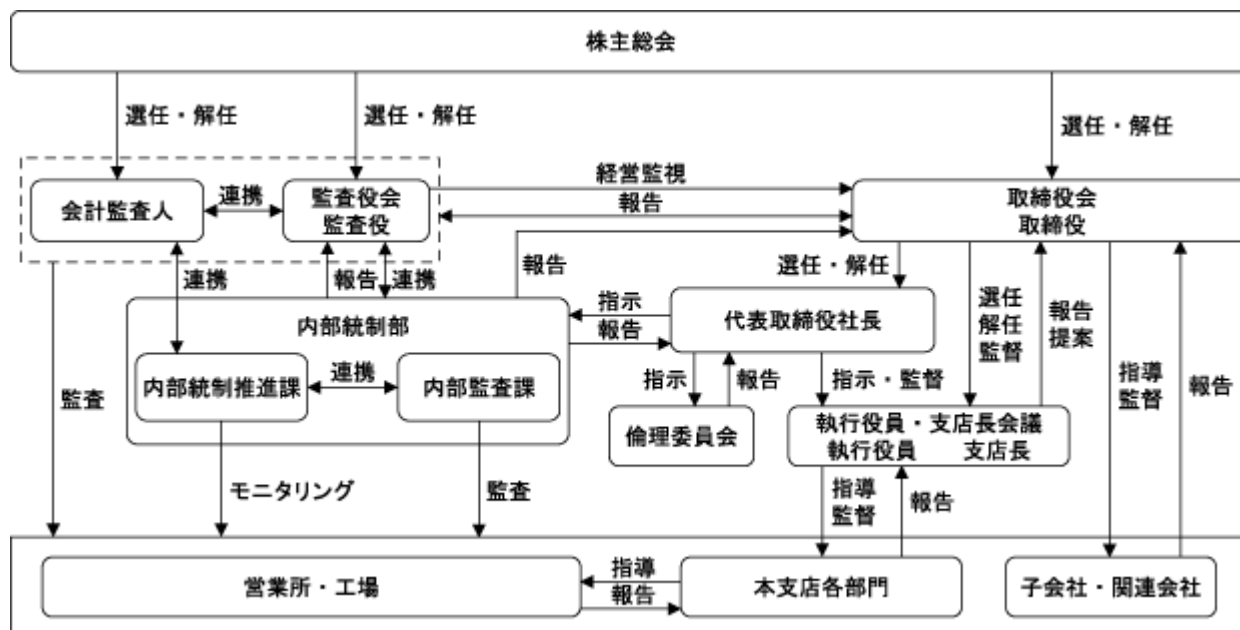 株主総会
選任・解任
選任・解任
選任・解任
会計監査人
連携
監査役会
監査役
経営監視
報告
取締役会
取締役
連携
報告
連携
報告
選任・解任
内部統制部
指示
報告
代表取締役社長
選任
解任
監督
報告
提案
内部統制推進課
連携
内部監査課
指示
報告
指示・監督
監査
指導
監督
報告
倫理委員会
執行役員・支店長会議
執行役員　　支店長
モニタリング
監査
指導
監督
報告
営業所・工場
指導
報告
本支店各部門
子会社・関連会社